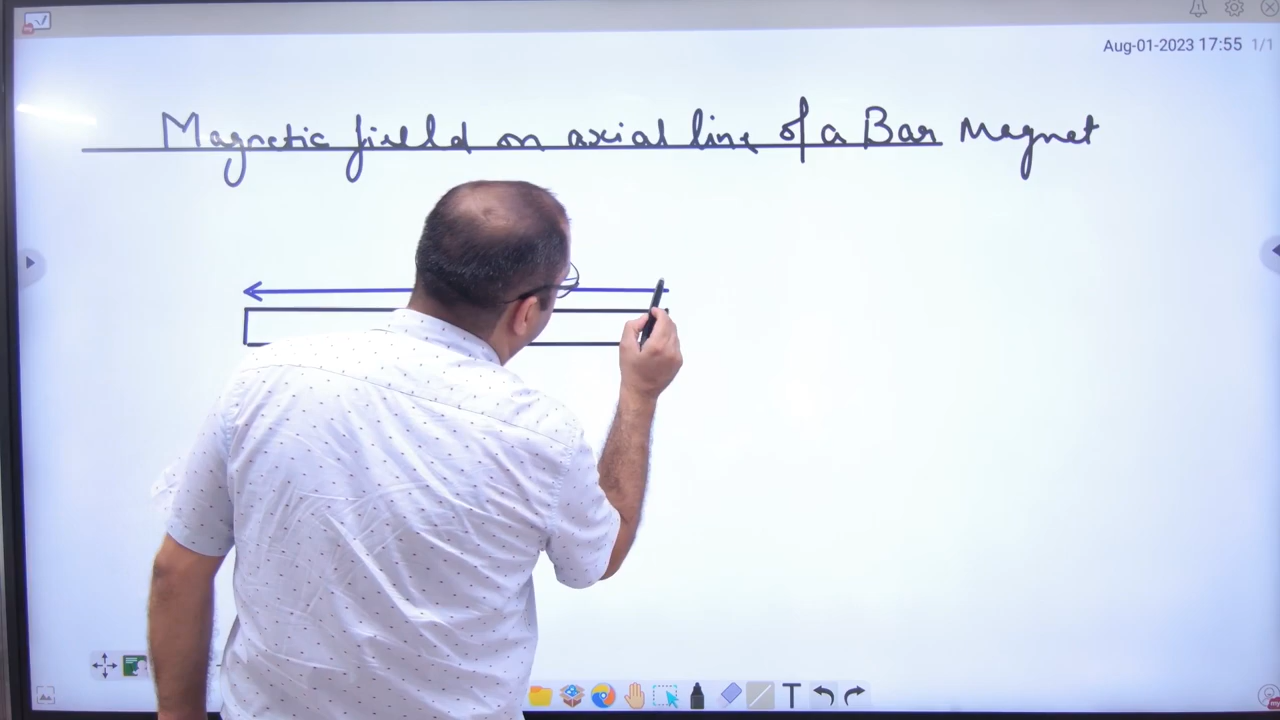 Aug-01-2023 17:55 1/1
Magnetic field on axial line of a Bar Magnet
T